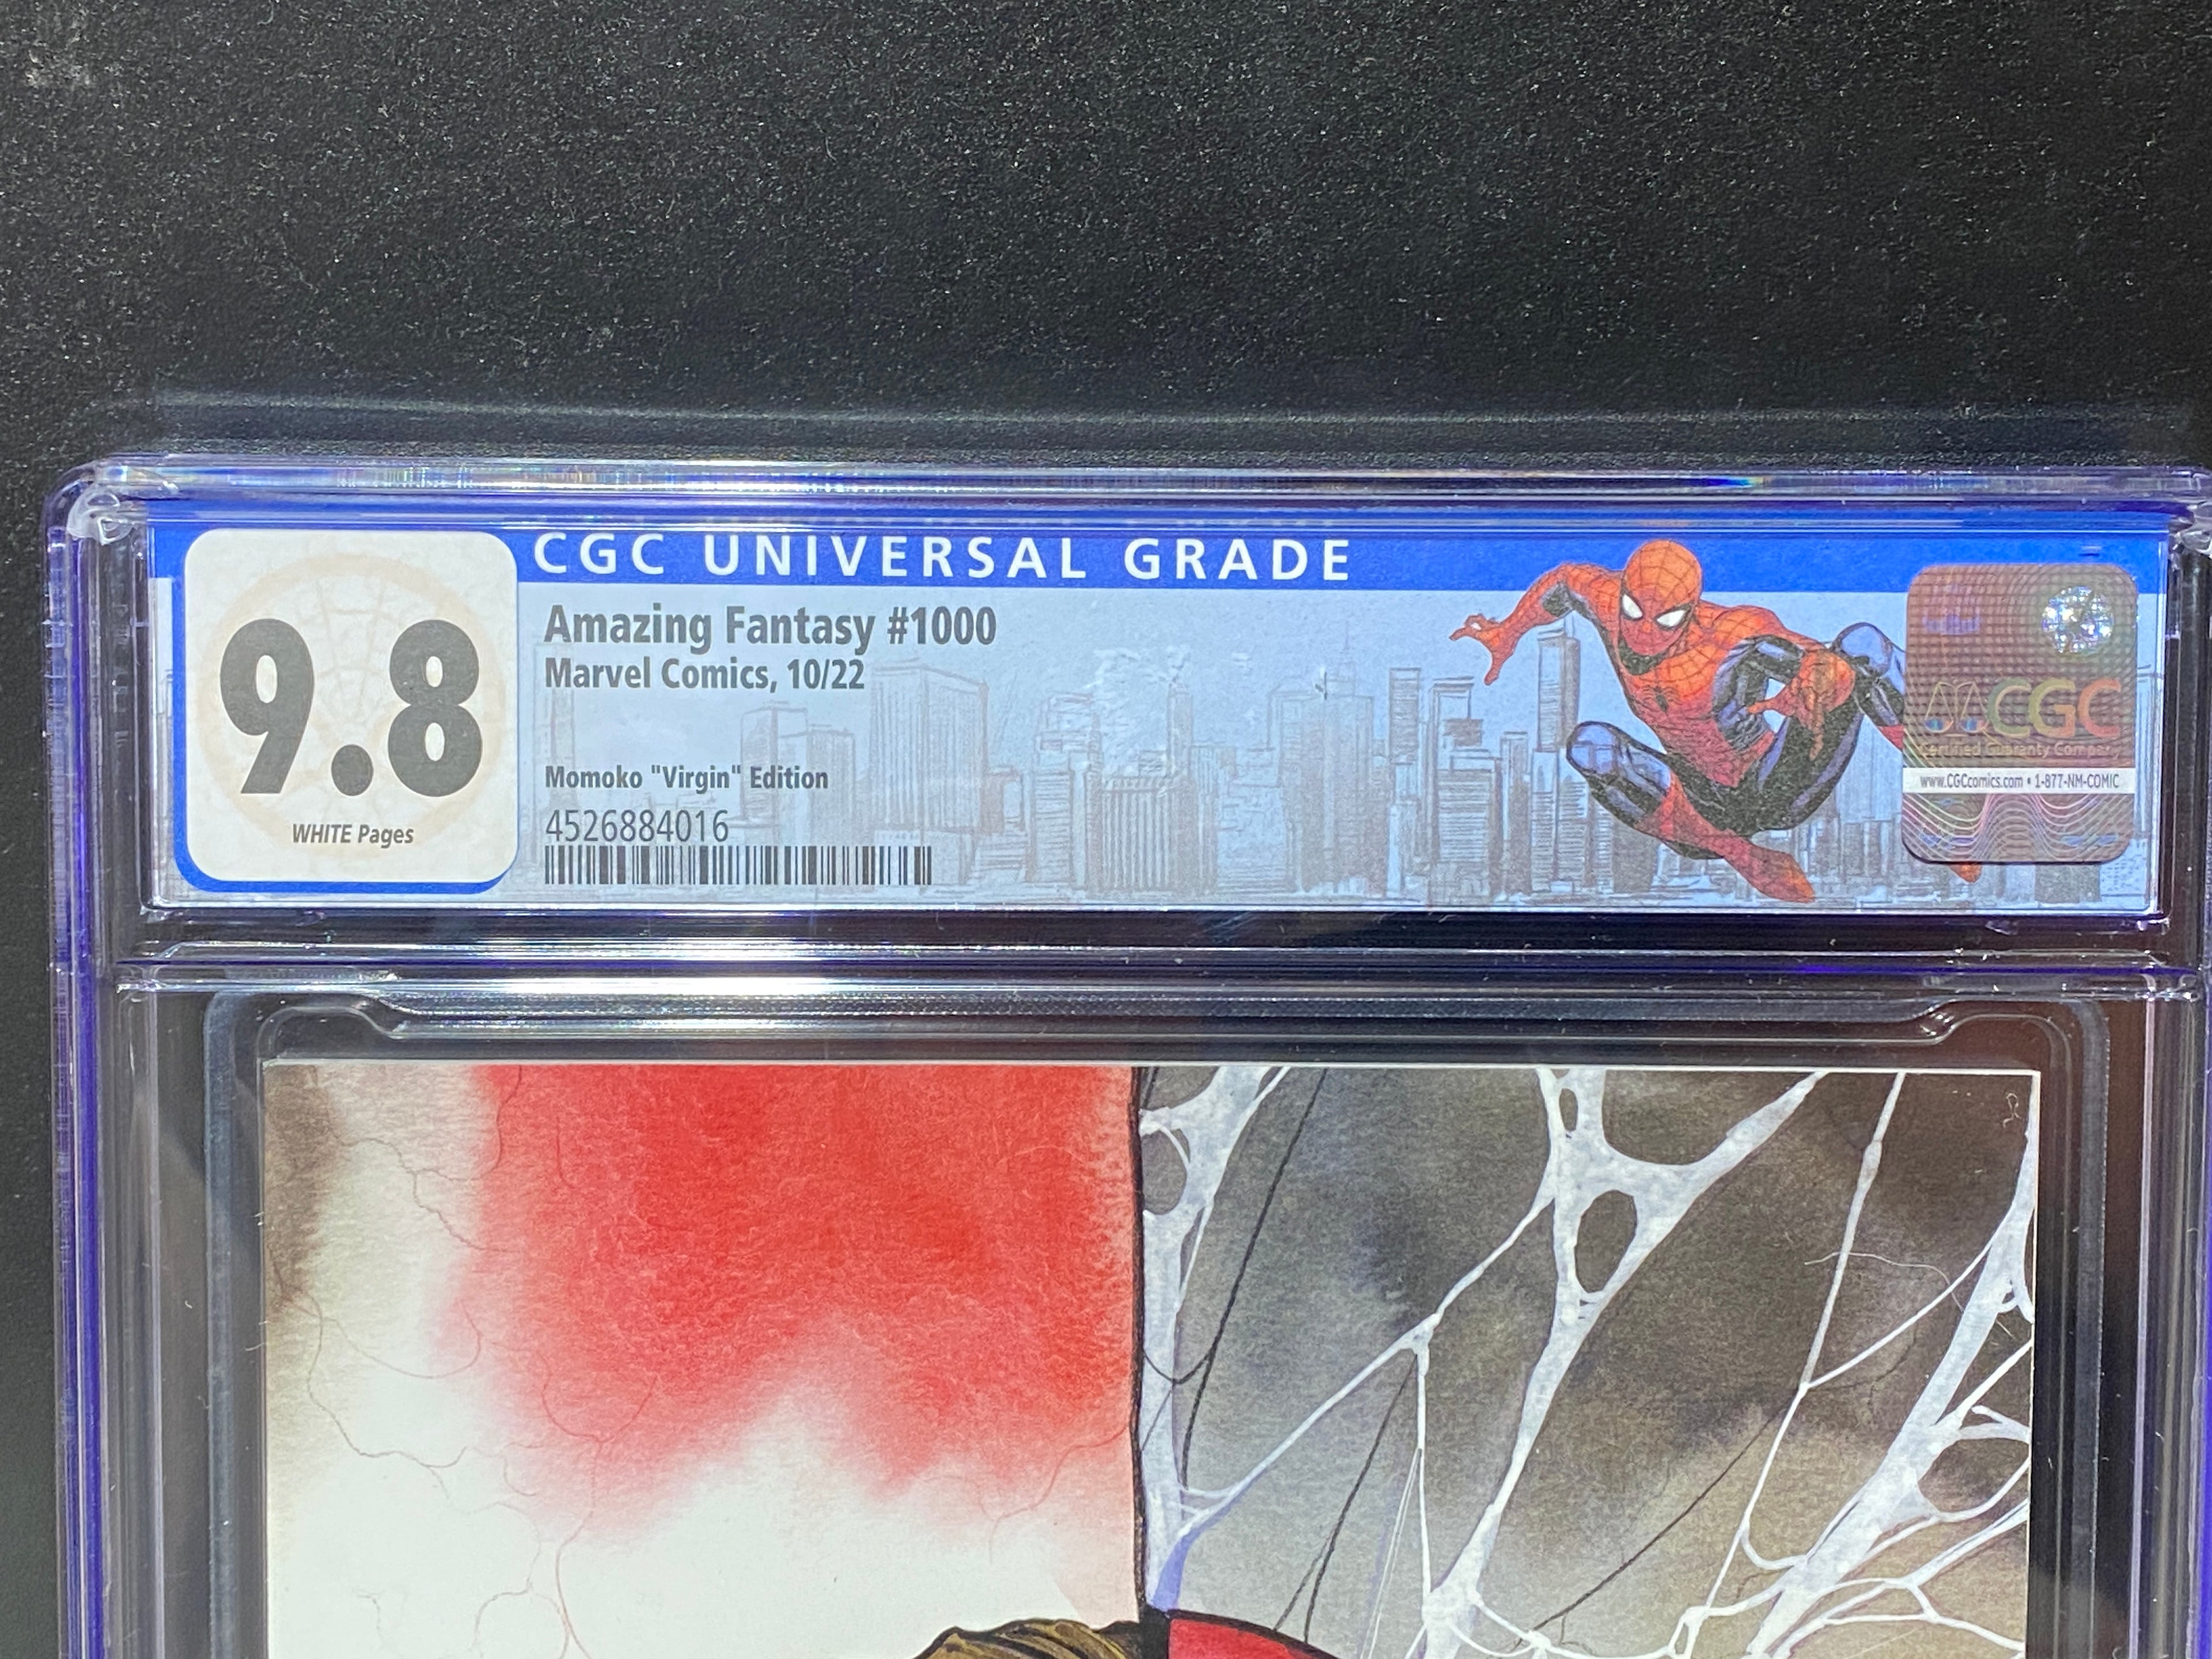 CGC UNIVERSAL GRADE
9.8
WHITE Pages
Amazing Fantasy #1000
Marvel Comics, 10/22
Momoko "Virgin" Edition
4526884016
CGC
Certified Guaranty Company
www.CGCcomics.com • 1-877-NM-COMIC